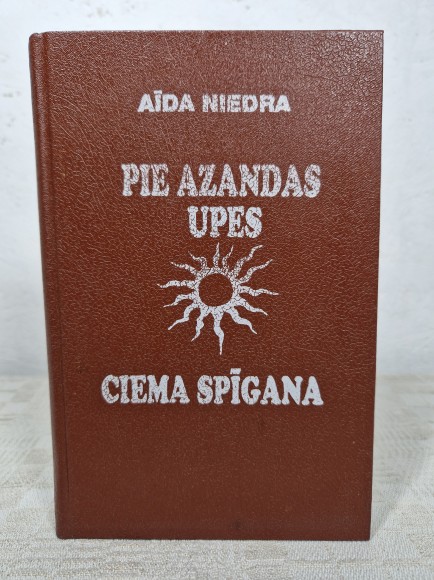 AĪDA NIEDRA
PIE AZANDAS
UPES
CIEMA SPĪGANA